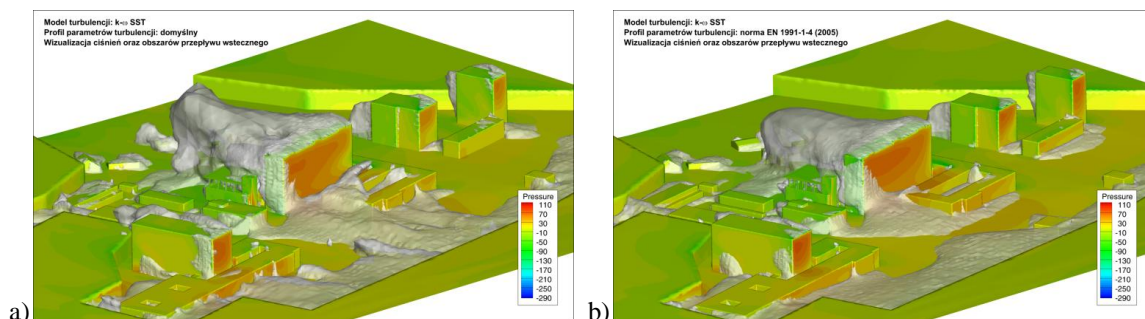 Model turbulencji: k-ω SST
Profil parametrów turbulencji: domyślny
Wizualizacja ciśnień oraz obszarów przepływu wstecznego
Pressure
110
70
30
-10
-50
-90
-130
-170
-210
-250
-290
a)
Model turbulencji: k-ω SST
Profil parametrów turbulencji: norma EN 1991-1-4 (2005)
Wizualizacja ciśnień oraz obszarów przepływu wstecznego
Pressure
110
70
30
-10
-50
-90
-130
-170
-210
-250
-290
b)